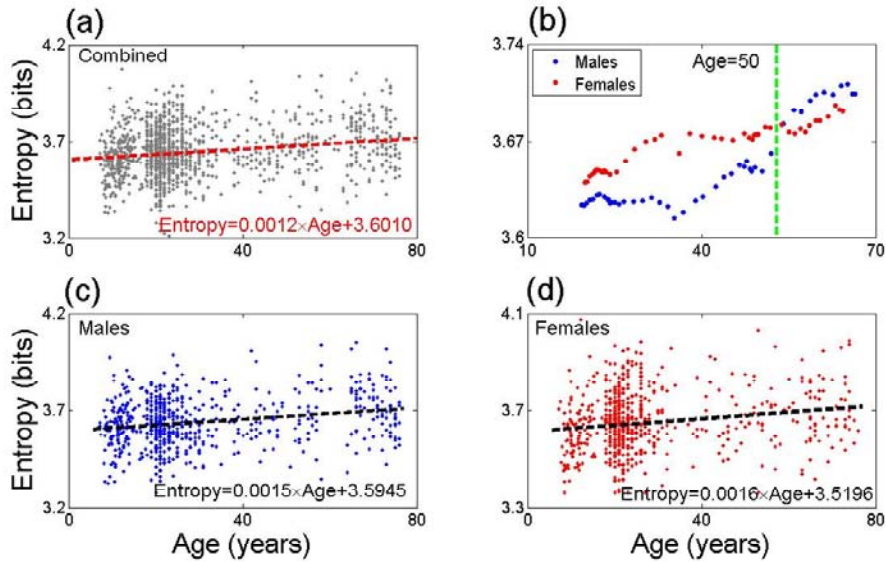 (a)
Combined
4.2
3.7
3.2
0
40
80
Entropy (bits)
Entropy=0.0012×Age+3.6010
(b)
Males
Females
Age=50
3.74
3.67
3.6
10
40
70
(c)
Males
4.2
3.7
3.2
0
40
80
Entropy (bits)
Entropy=0.0015×Age+3.5945
Age (years)
(d)
Females
4.1
3.7
3.3
0
40
80
Entropy=0.0016×Age+3.5196
Age (years)